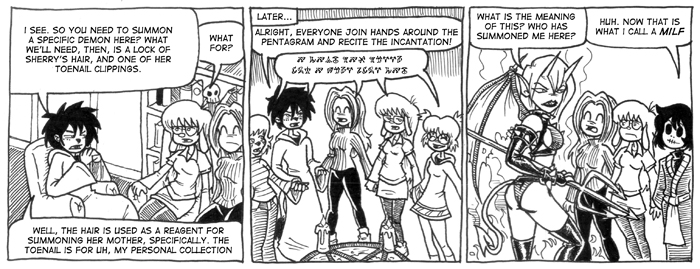 I SEE. SO YOU NEED TO SUMMON
A SPECIFIC DEMON HERE? WHAT
WE'LL NEED, THEN, IS A LOCK OF
SHERRY'S HAIR, AND ONE OF HER
TOENAIL CLIPPINGS.
WHAT
FOR?
WELL, THE HAIR IS USED AS A REAGENT FOR
SUMMONING HER MOTHER, SPECIFICALLY. THE
TOENAIL IS FOR UH, MY PERSONAL COLLECTION
LATER...
ALRIGHT, EVERYONE JOIN HANDS AROUND THE
PENTAGRAM AND RECITE THE INCANTATION!
WHAT IS THE MEANING
OF THIS? WHO HAS
SUMMONED ME HERE?
HUH. NOW THAT IS
WHAT I CALL A MILF